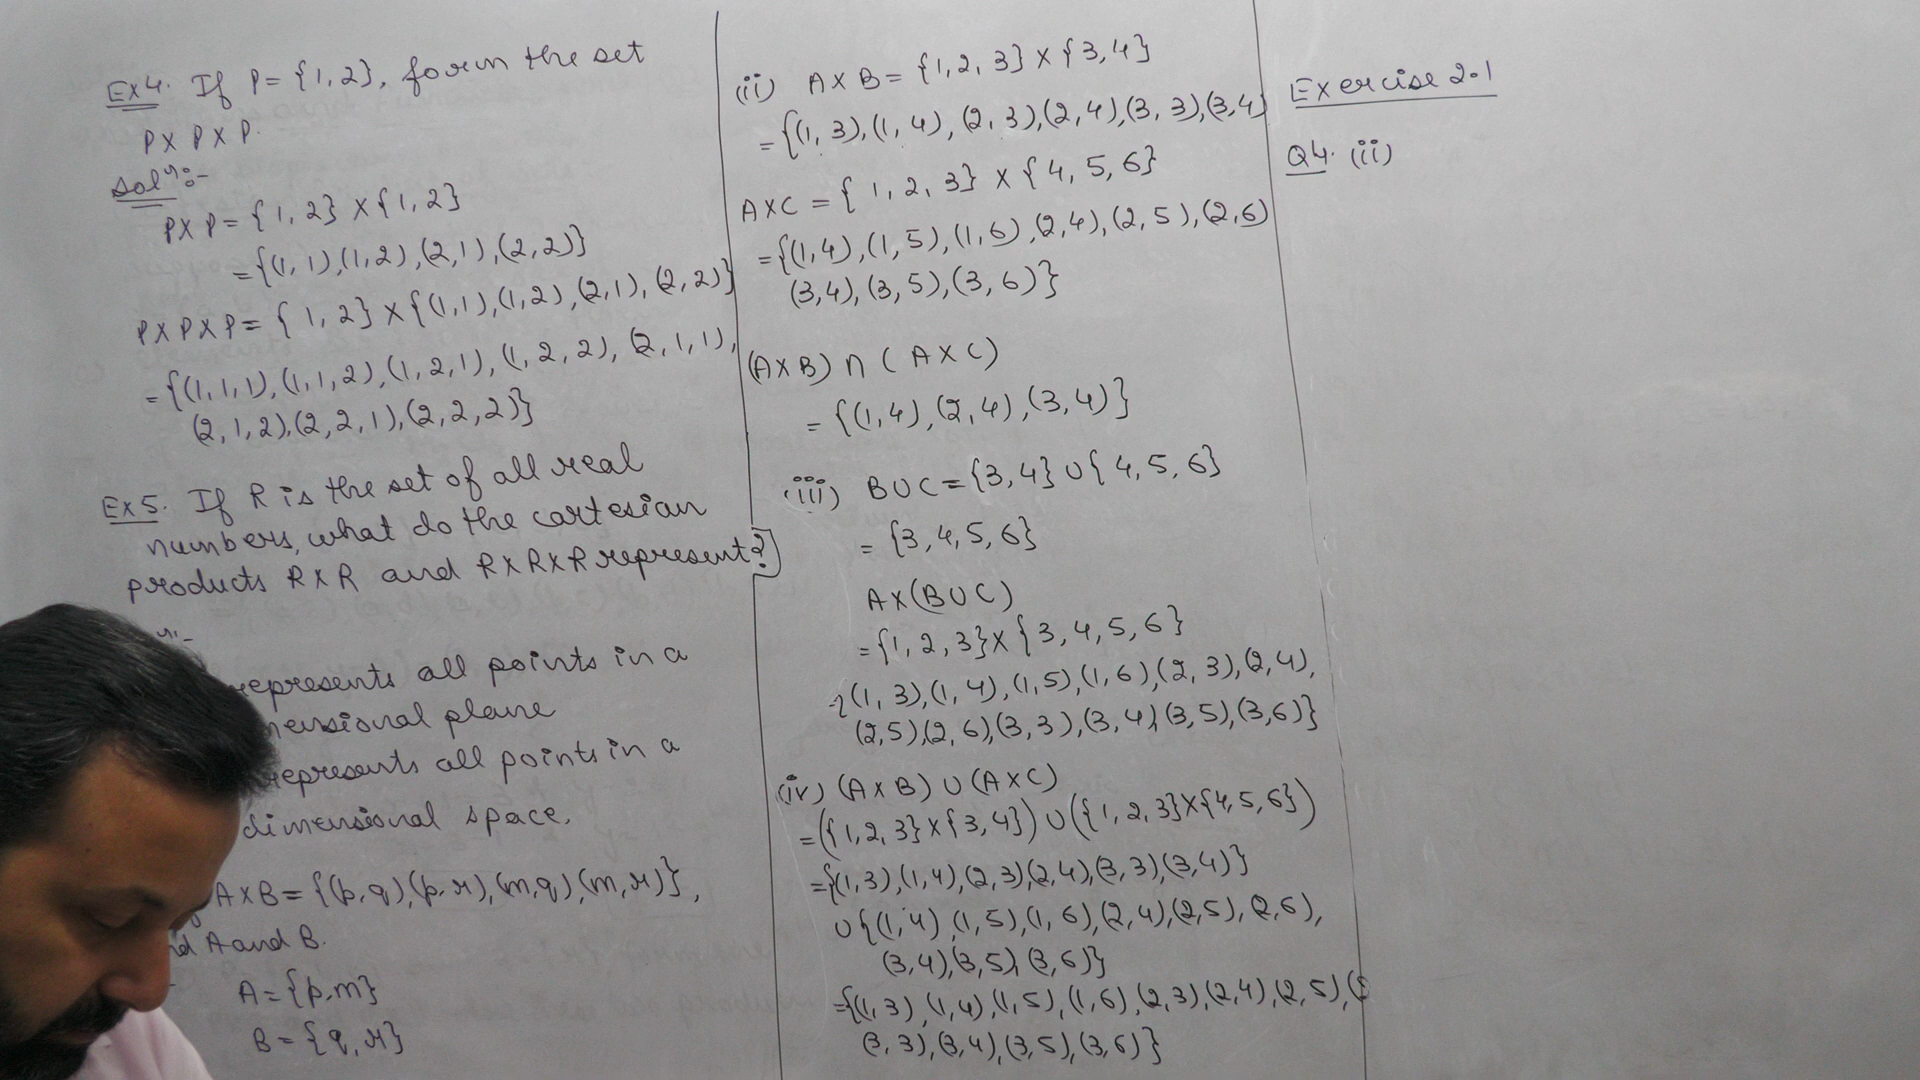 Ex4. If P = {1,2}, form the set
P X P X P.
Solⁿ:-
P X P = {1,2} X {1,2}
= {(1,1),(1,2),(2,1),(2,2)}
P X P X P = {1,2} X {(1,1),(1,2),(2,1),(2,2)}
= {(1,1,1),(1,1,2),(1,2,1),(1,2,2),(2,1,1),
(2,1,2),(2,2,1),(2,2,2)}
Ex5. If R is the set of all real
numbers, what do the cartesian
products R X R and R X R X R represent?
epresents all points in a
mensional plane
epresents all points in a
dimensional space.
A X B = {(p,q),(p,r),(m,q),(m,r)},
A and B.
A = {p,m}
B = {q,r}
(ii) A X B = {1,2,3} X {3,4}
= {(1,3),(1,4),(2,3),(2,4),(3,3),(3,4)
A X C = {1,2,3} X {4,5,6}
= {(1,4),(1,5),(1,6),(2,4),(2,5),(2,6)
(3,4),(3,5),(3,6)}
(A X B) ∩ (A X C)
= {(1,4),(2,4),(3,4)}
(iii) B ∪ C = {3,4} ∪ {4,5,6}
= {3,4,5,6}
A X (B ∪ C)
= {1,2,3} X {3,4,5,6}
(1,3),(1,4),(1,5),(1,6),(2,3),(2,4),
(2,5),(2,6),(3,3),(3,4),(3,5),(3,6)}
(iv) (A X B) ∪ (A X C)
= ({1,2,3} X {3,4}) ∪ ({1,2,3} X {4,5,6})
= {(1,3),(1,4),(2,3),(2,4),(3,3),(3,4)}
∪ {(1,4),(1,5),(1,6),(2,4),(2,5),(2,6),
(3,4),(3,5),(3,6)}
= {(1,3),(1,4),(1,5),(1,6),(2,3),(2,4),(2,5),(
(3,3),(3,4),(3,5),(3,6)}
Exercise 2.1
Q4. (ii)